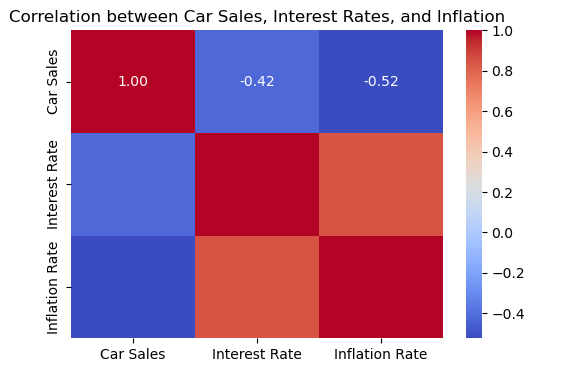 Correlation between Car Sales, Interest Rates, and Inflation
Car Sales
1.00 -0.42 -0.52
Interest Rate
Inflation Rate
Car Sales Interest Rate Inflation Rate
1.0
0.8
0.6
0.4
0.2
0.0
−0.2
−0.4